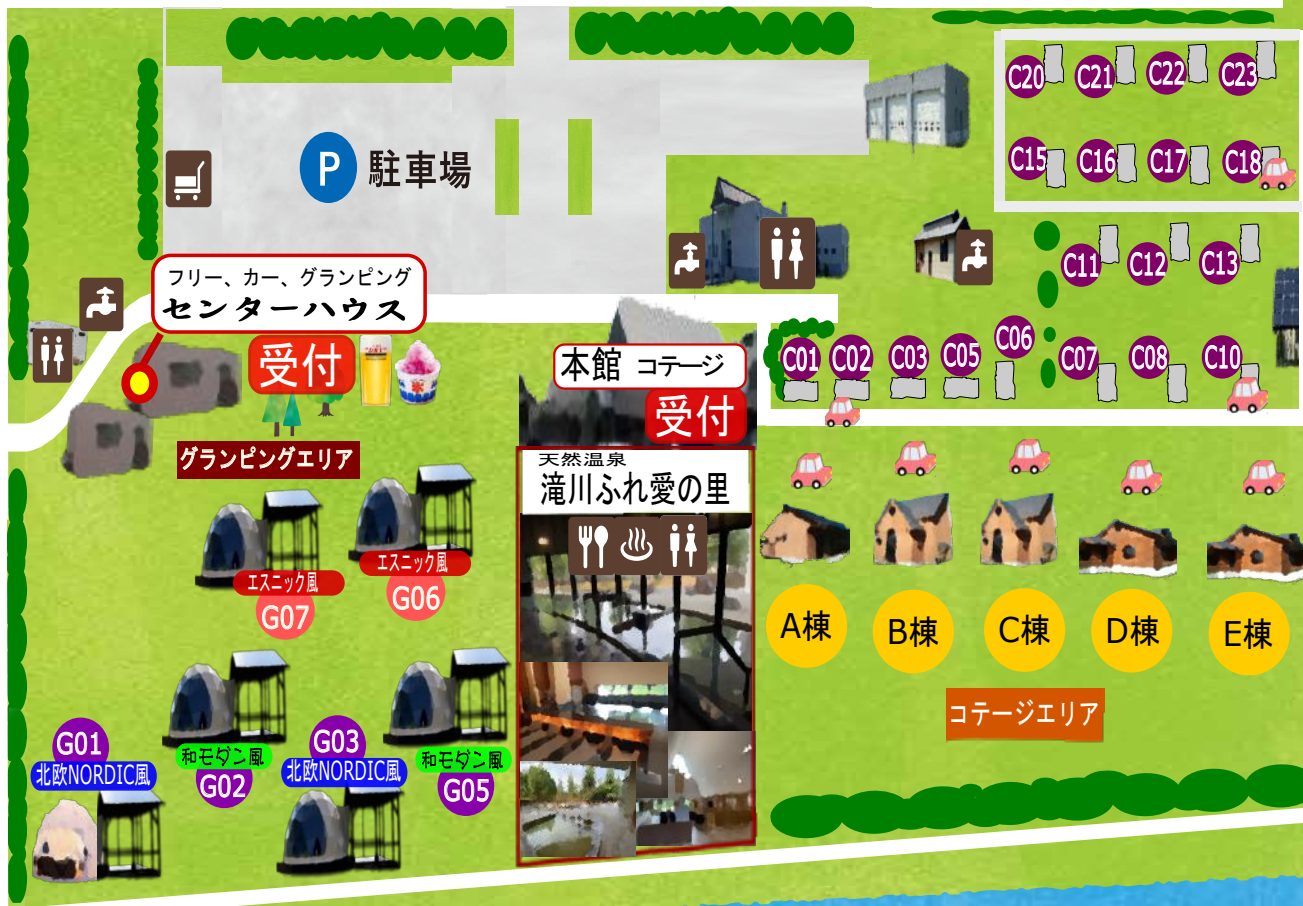 C20
C21
C22
C23
C15
C16
C17
C18
P 駐車場
フリー、カー、グランピング
センターハウス
受付
C11
C12
C13
C01
C02
C03
C05
C06
C07
C08
C10
本館 コテージ
受付
グランピングエリア
天然温泉
滝川ふれ愛の里
エスニック風
G07
エスニック風
G06
A棟
B棟
C棟
D棟
E棟
コテージエリア
G01
北欧NORDIC風
和モダン風
G02
G03
北欧NORDIC風
和モダン風
G05